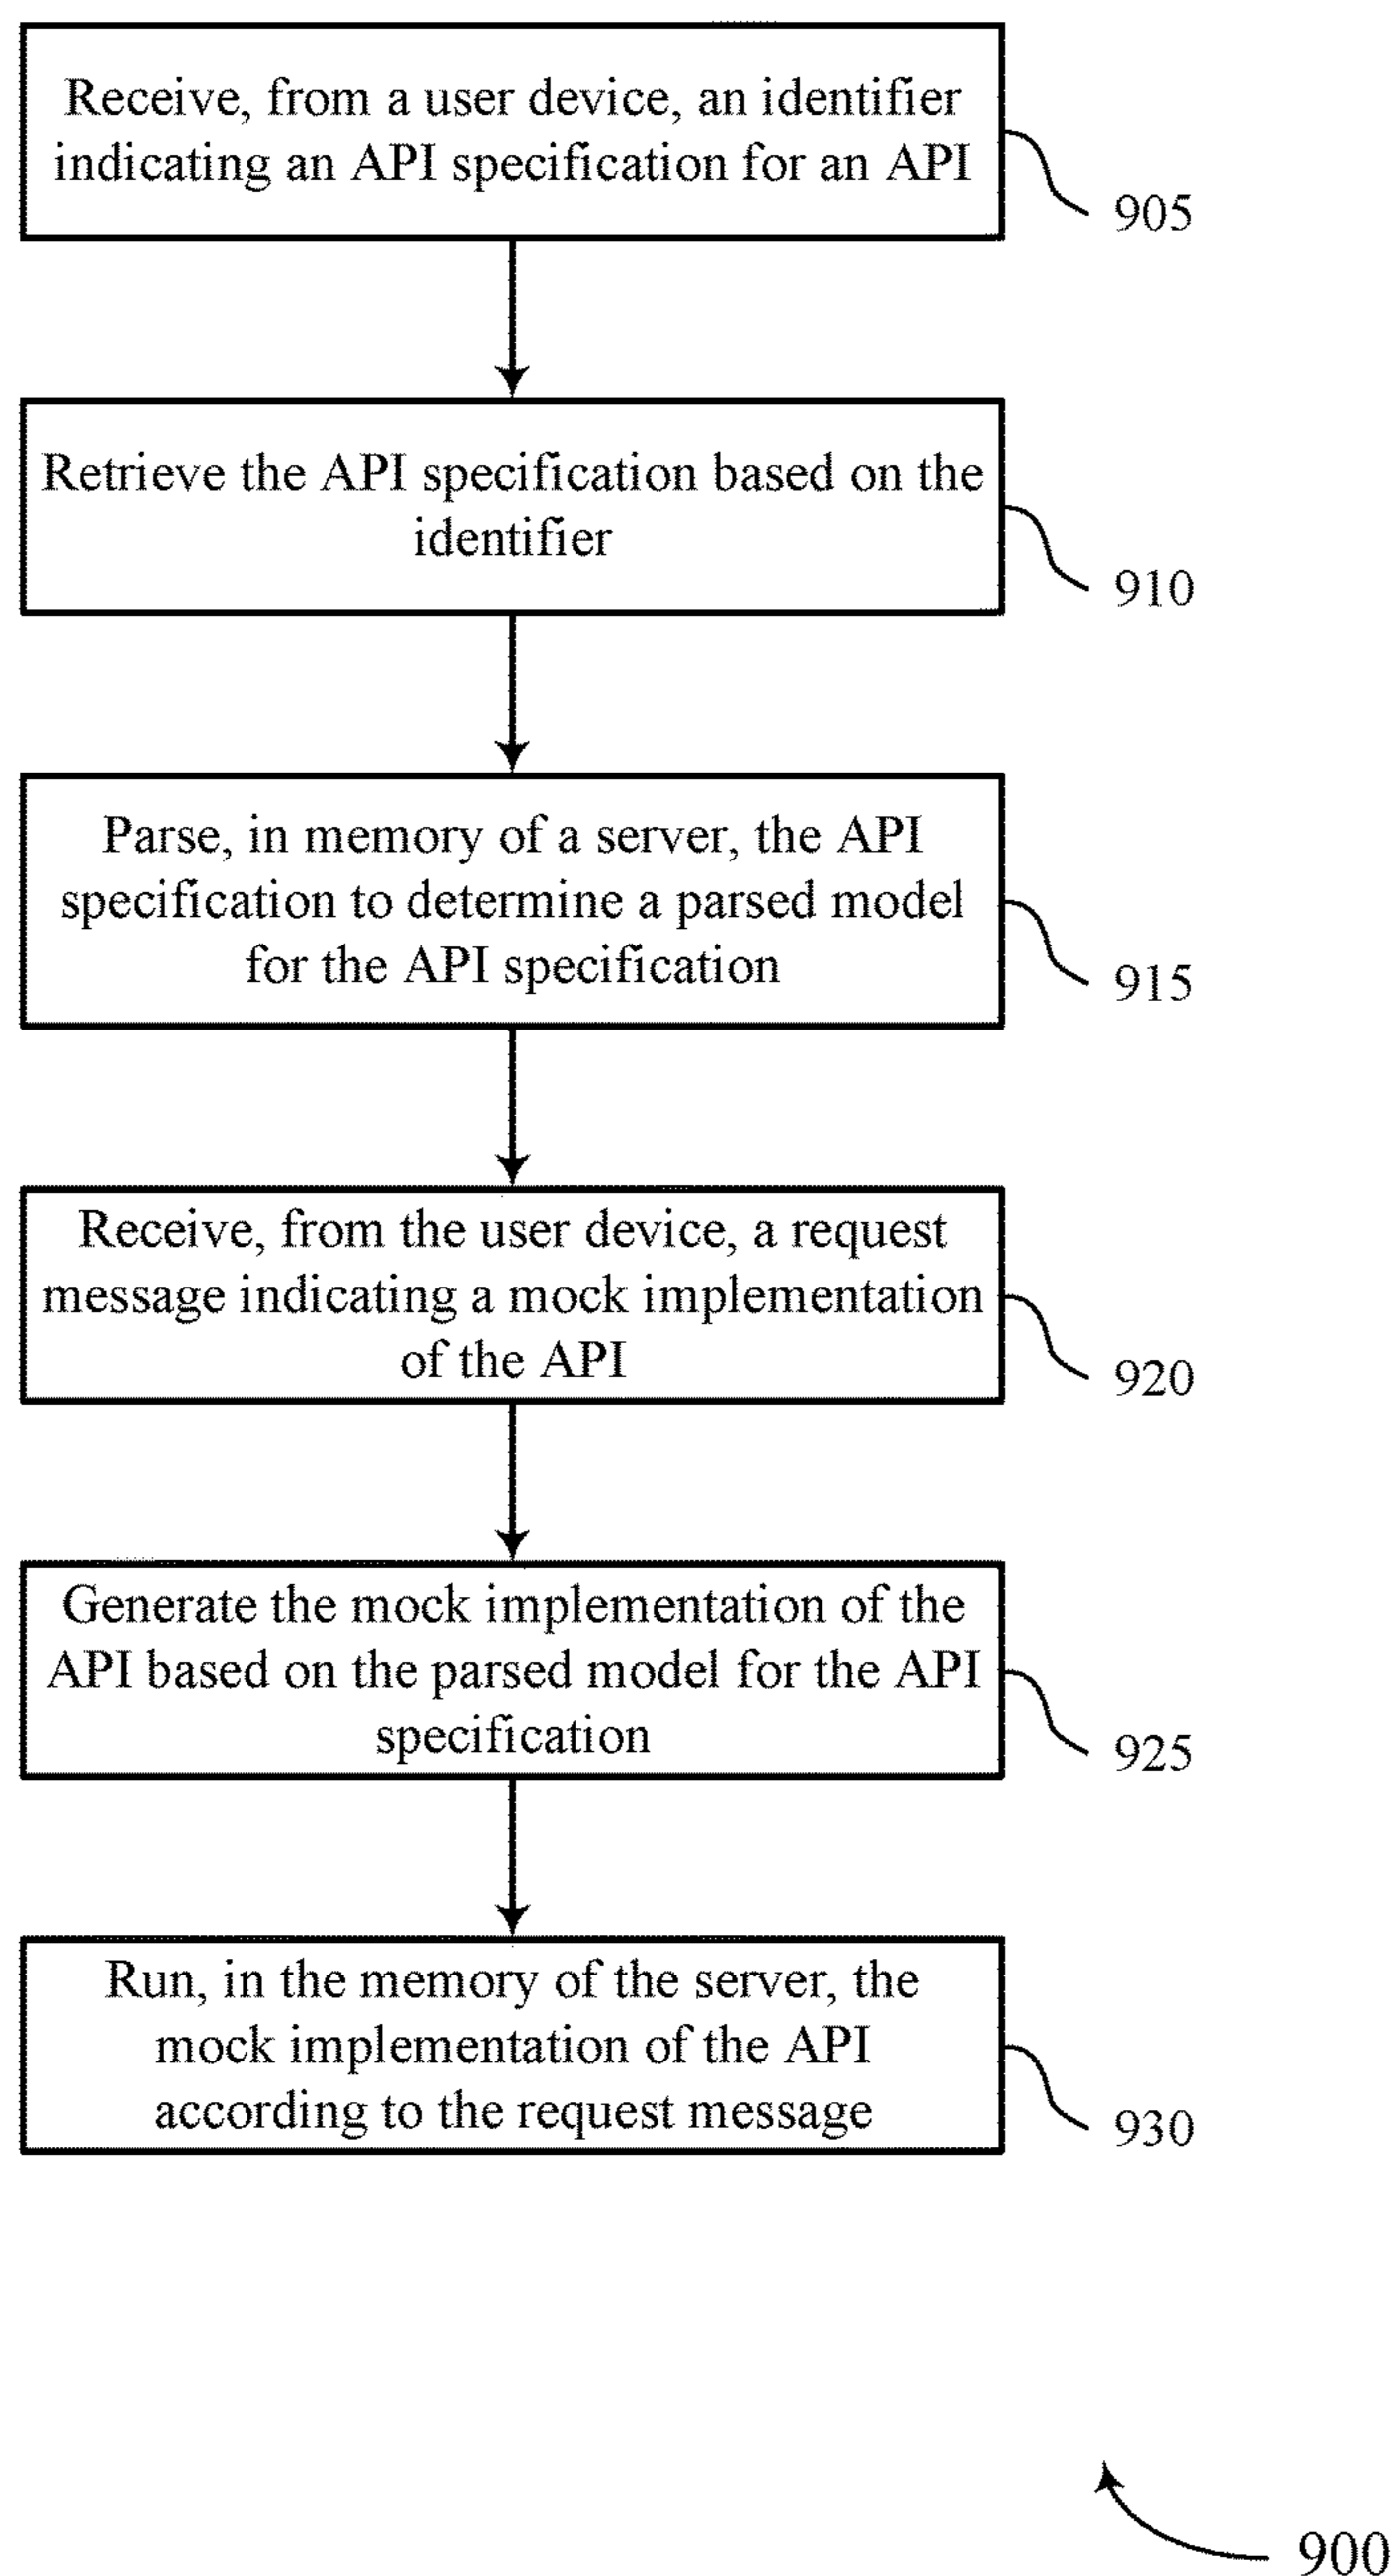 Receive, from a user device, an identifier
indicating an API specification for an API
905
Retrieve the API specification based on the
identifier
910
Parse, in memory of a server, the API
specification to determine a parsed model
for the API specification
915
Receive, from the user device, a request
message indicating a mock implementation
of the API
920
Generate the mock implementation of the
API based on the parsed model for the API
specification
925
Run, in the memory of the server, the
mock implementation of the API
according to the request message
930
900